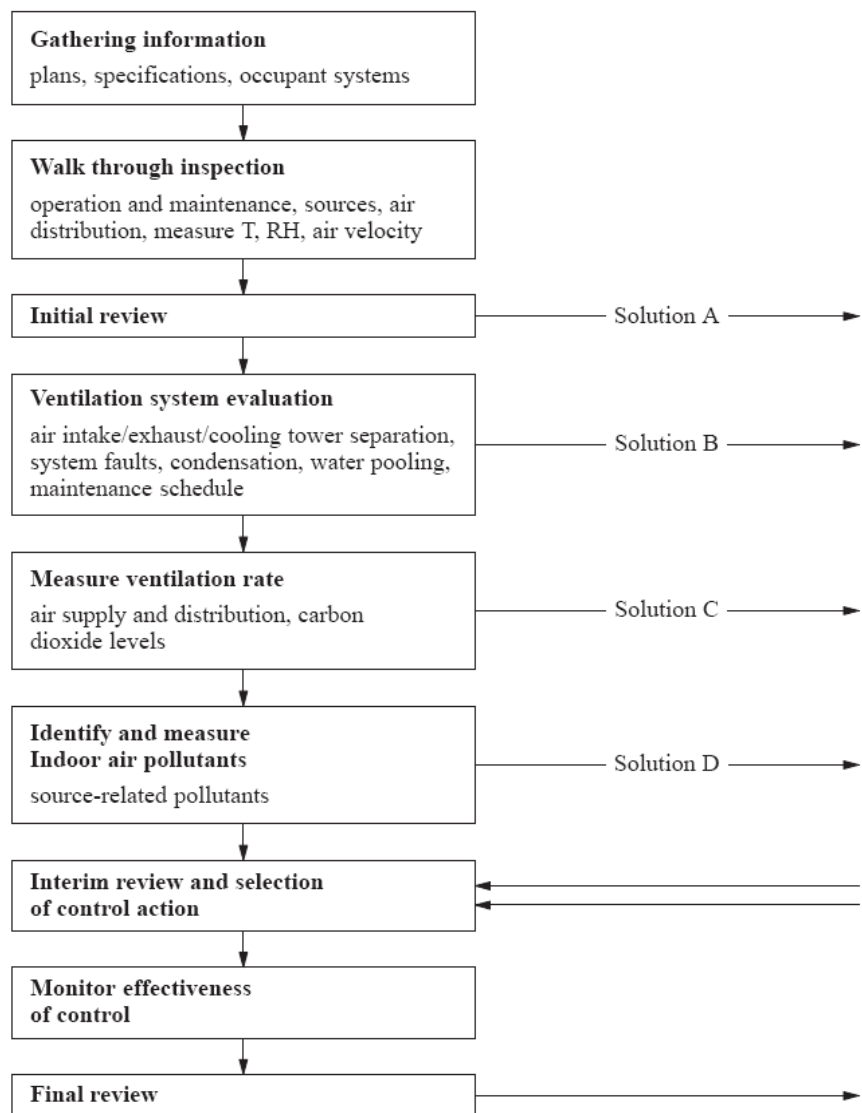 Gathering information
plans, specifications, occupant systems
Walk through inspection
operation and maintenance, sources, air
distribution, measure T, RH, air velocity
Initial review
Solution A
Ventilation system evaluation
air intake/exhaust/cooling tower separation,
system faults, condensation, water pooling,
maintenance schedule
Solution B
Measure ventilation rate
air supply and distribution, carbon
dioxide levels
Solution C
Identify and measure
Indoor air pollutants
source-related pollutants
Solution D
Interim review and selection
of control action
Monitor effectiveness
of control
Final review